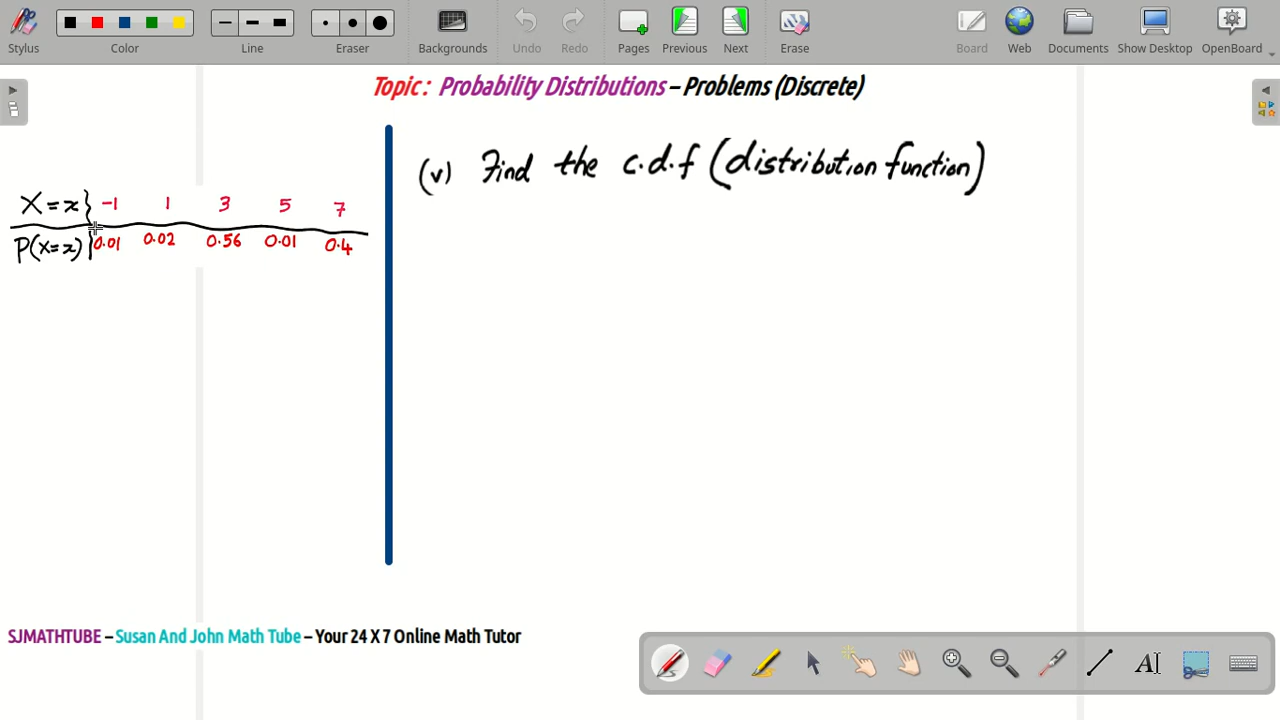 Stylus Color Line Eraser Backgrounds Undo Redo Pages Previous Next Erase Board Web Documents Show Desktop OpenBoard
Topic : Probability Distributions – Problems (Discrete)
(v) Find the c.d.f (distribution function)
X = x } -1 1 3 5 7
P(X=x) 0.01 0.02 0.56 0.01 0.4
SJMATHTUBE – Susan And John Math Tube – Your 24 X 7 Online Math Tutor